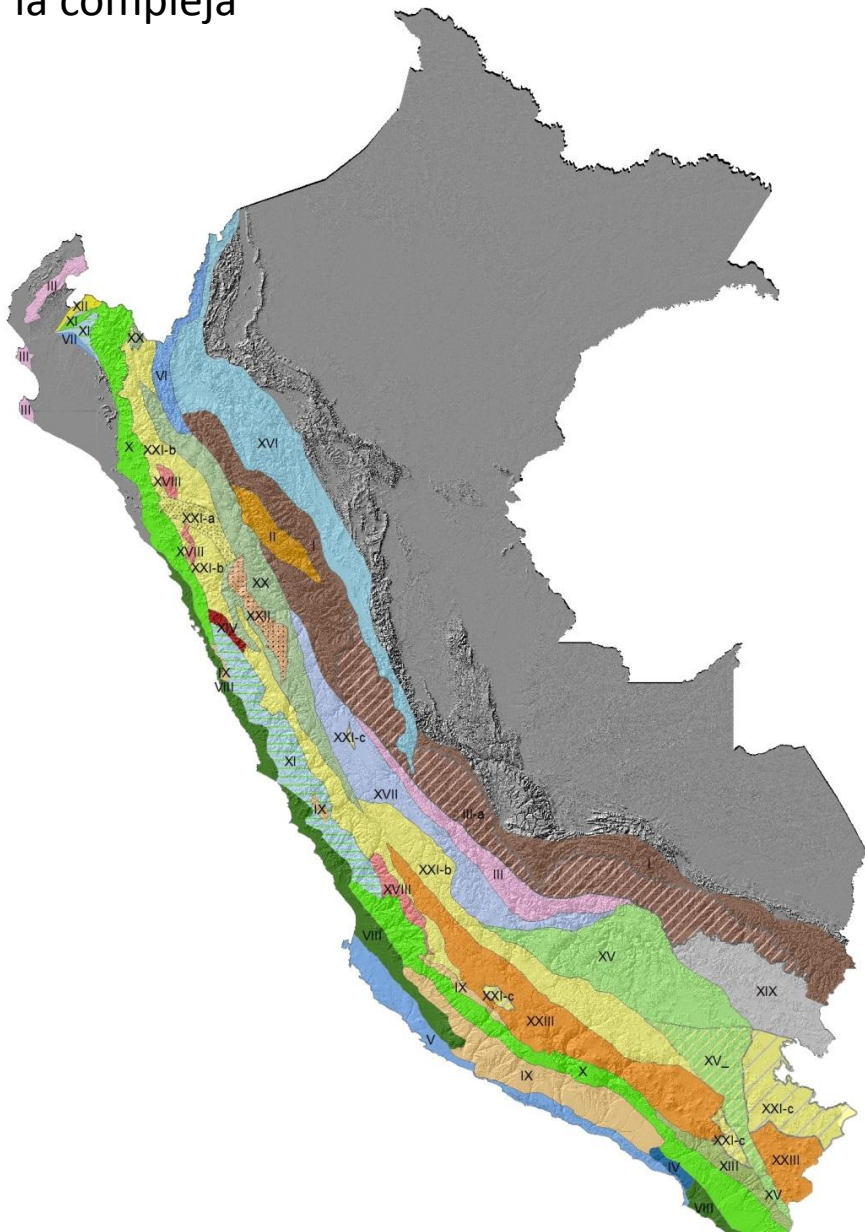 la compleja
III
XII
XI
XI
VII
XX
III
VI
III
X
XXI-b
XVI
XVIII
XXI-a
II
I
XVIII
XXI-b
XX
XXII
XIV
IX
VIII
XXI-c
XI
XVII
IX
III-a
I
XXI-b
III
XVIII
VIII
XV
XIX
IX
XXI-c
XXIII
V
X
XV_
IX
XXI-c
XXI-c
XXIII
IV
XIII
XV
VIII